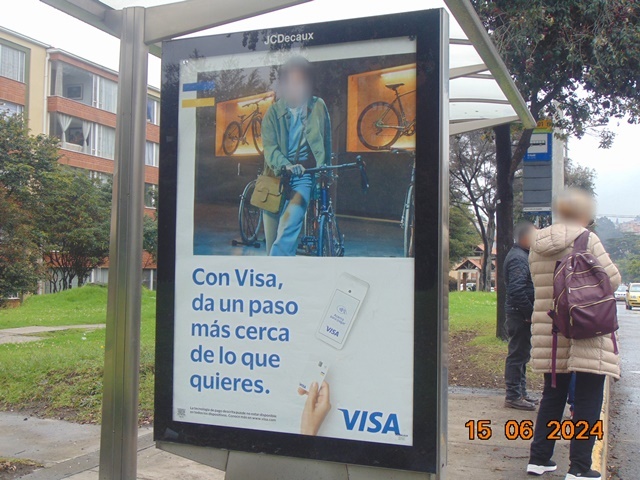 JCDecaux
Con Visa,
da un paso
más cerca
de lo que
quieres.
VISA
VISA
15 06 2024